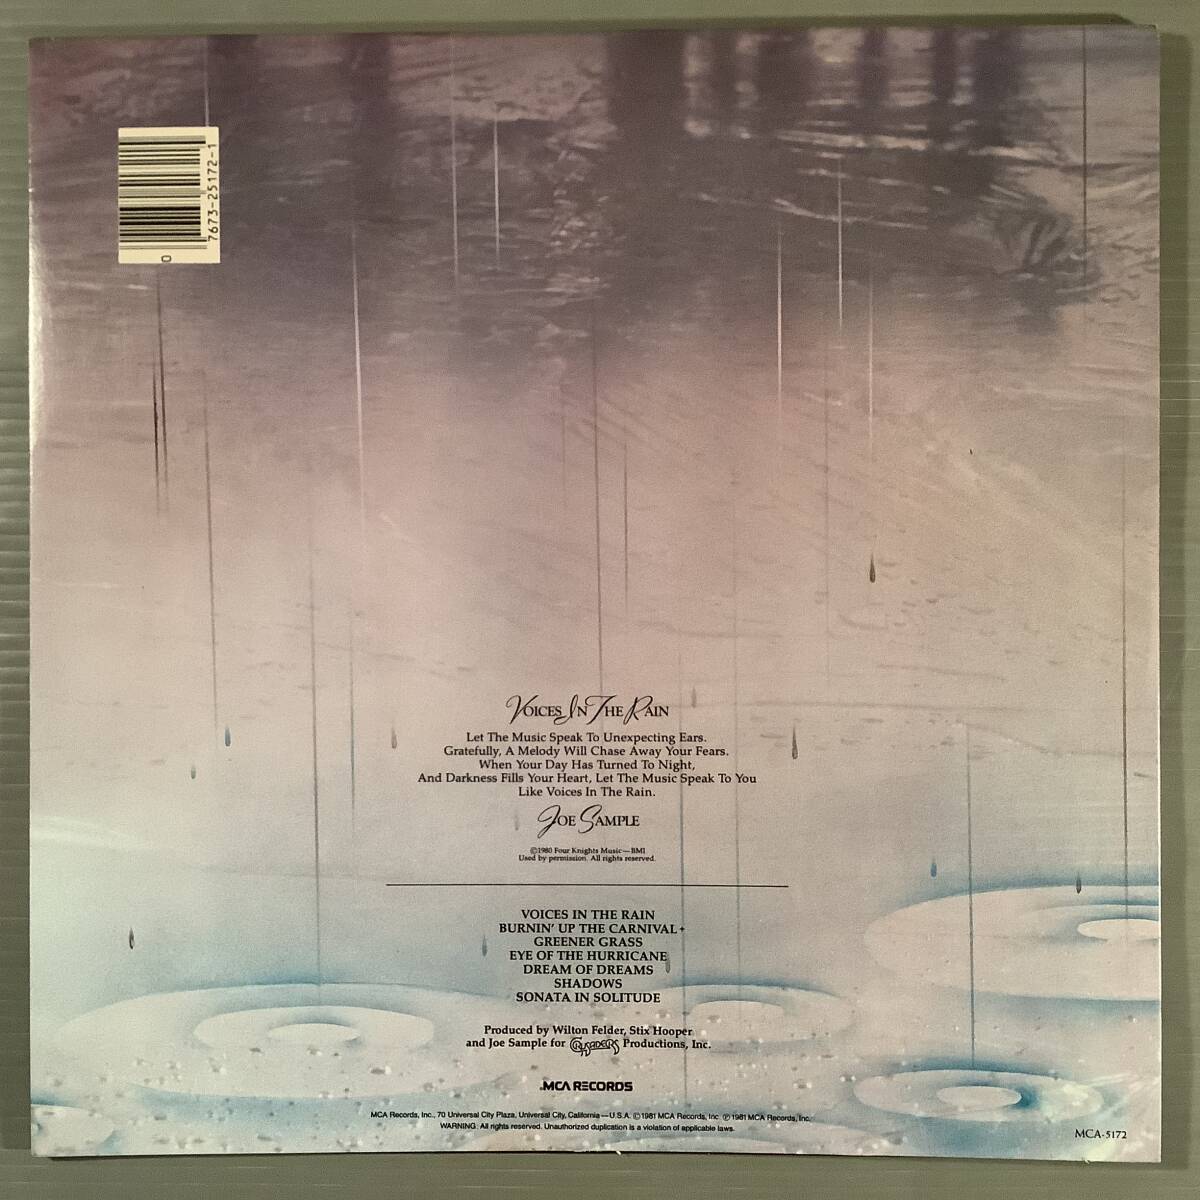 7673-25172-1
0
VOICES IN THE RAIN
Let The Music Speak To Unexpecting Ears.
Gratefully, A Melody Will Chase Away Your Fears.
When Your Day Has Turned To Night,
And Darkness Fills Your Heart, Let The Music Speak To You
Like Voices In The Rain.
JOE SAMPLE
©1980 Four Knights Music—BMI
Used by permission. All rights reserved.
VOICES IN THE RAIN
BURNIN' UP THE CARNIVAL+
GREENER GRASS
EYE OF THE HURRICANE
DREAM OF DREAMS
SHADOWS
SONATA IN SOLITUDE
Produced by Wilton Felder, Stix Hooper
and Joe Sample for CRUSADERS Productions, Inc.
MCA RECORDS
MCA Records, Inc., 70 Universal City Plaza, Universal City, California—U.S.A. ©1981 MCA Records, Inc. ℗1981 MCA Records, Inc.
WARNING: All rights reserved. Unauthorized duplication is a violation of applicable laws.
MCA-5172